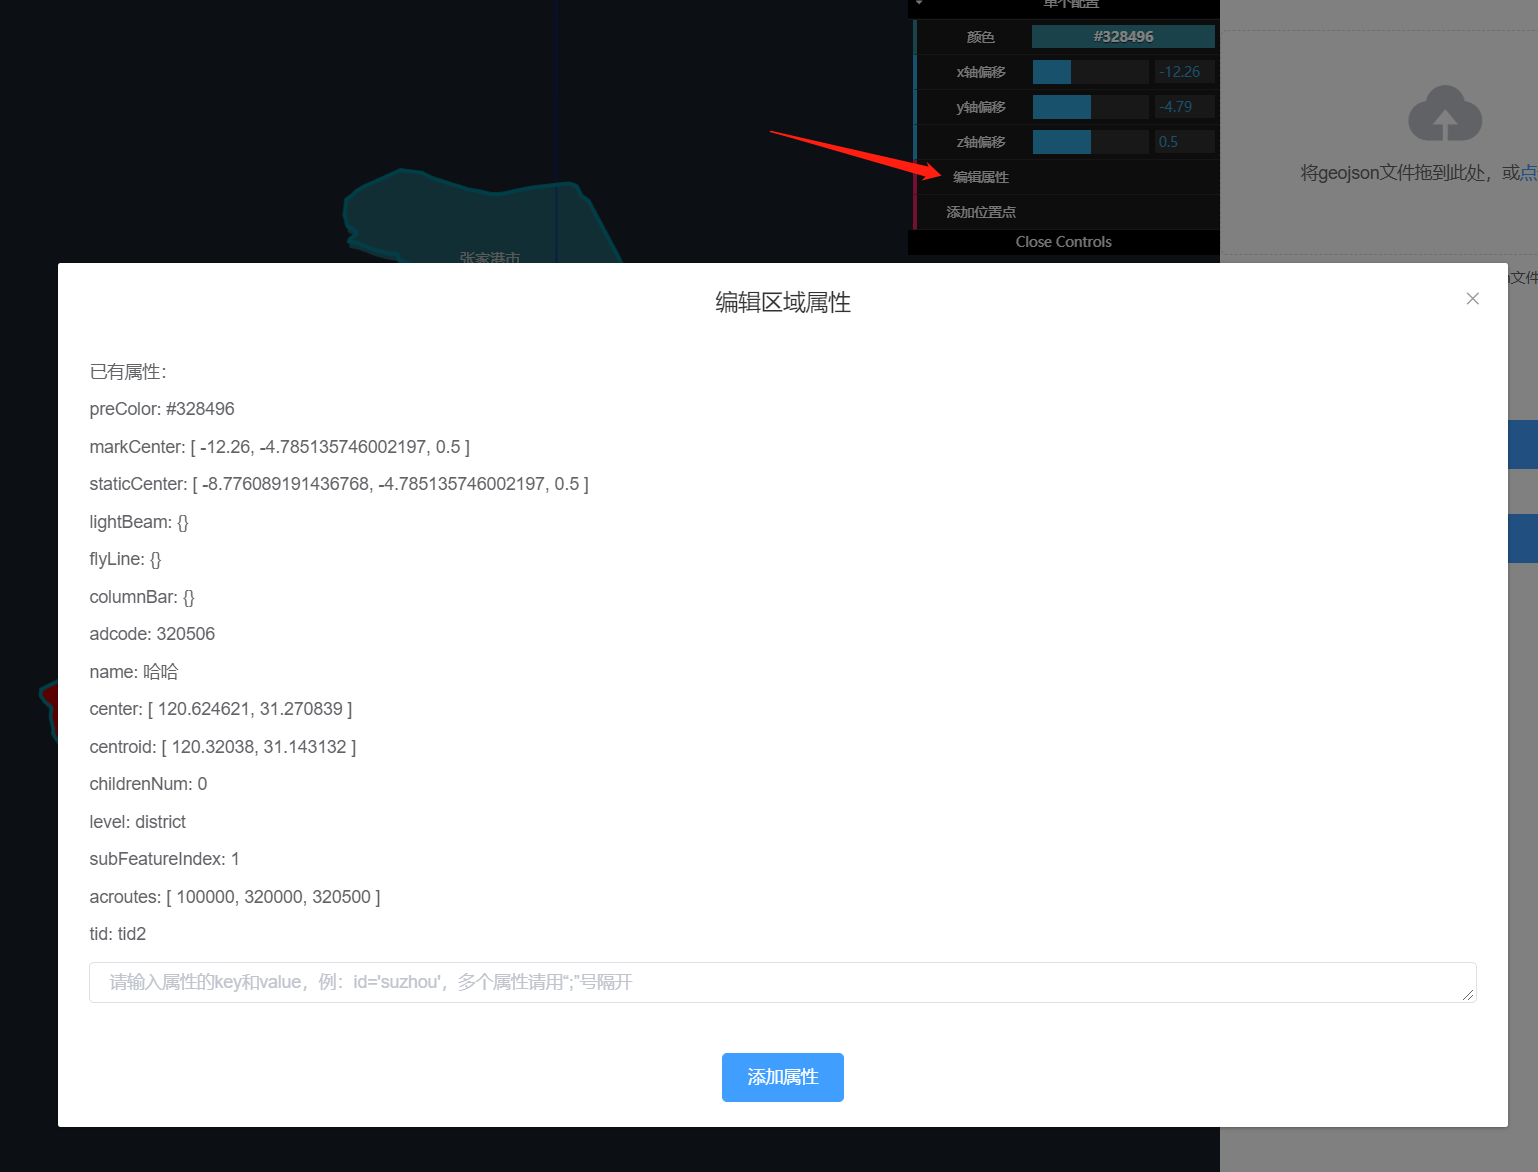 单个配置
颜色 #328496
x轴偏移 -12.26
y轴偏移 -4.79
z轴偏移 0.5
编辑属性
添加位置点
Close Controls
将geojson文件拖到此处，或点
文件
张家港市
编辑区域属性
已有属性：
preColor: #328496
markCenter: [ -12.26, -4.785135746002197, 0.5 ]
staticCenter: [ -8.776089191436768, -4.785135746002197, 0.5 ]
lightBeam: {}
flyLine: {}
columnBar: {}
adcode: 320506
name: 哈哈
center: [ 120.624621, 31.270839 ]
centroid: [ 120.32038, 31.143132 ]
childrenNum: 0
level: district
subFeatureIndex: 1
acroutes: [ 100000, 320000, 320500 ]
tid: tid2
请输入属性的key和value，例：id='suzhou'，多个属性请用“;”号隔开
添加属性